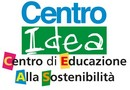 Centro
Idea
Centro di Educazione
Alla Sostenibilità